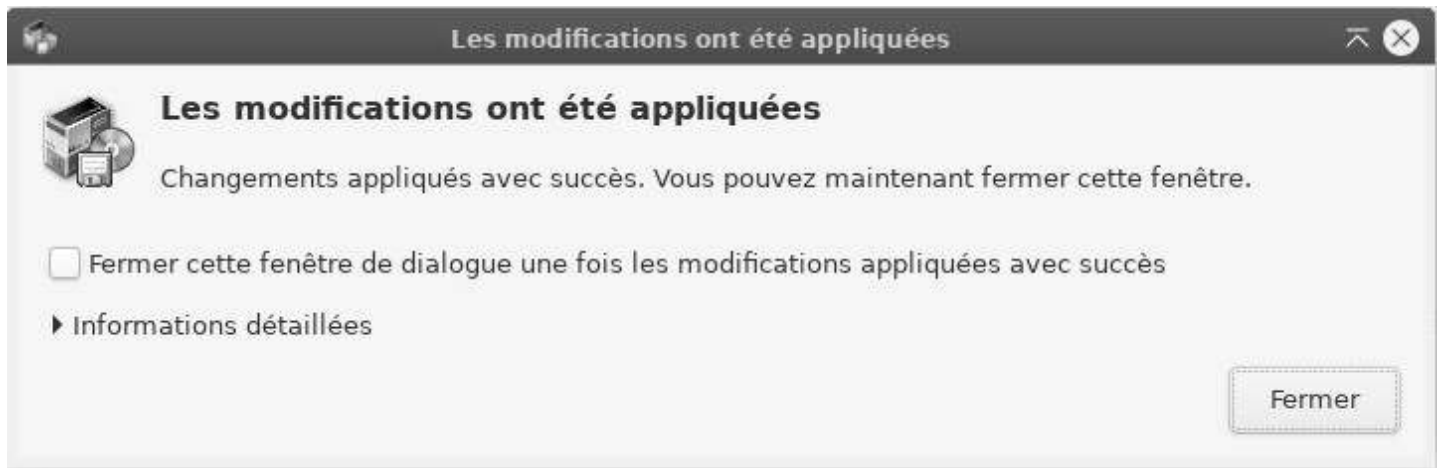 Les modifications ont été appliquées
Les modifications ont été appliquées
Changements appliqués avec succès. Vous pouvez maintenant fermer cette fenêtre.
Fermer cette fenêtre de dialogue une fois les modifications appliquées avec succès
Informations détaillées
Fermer